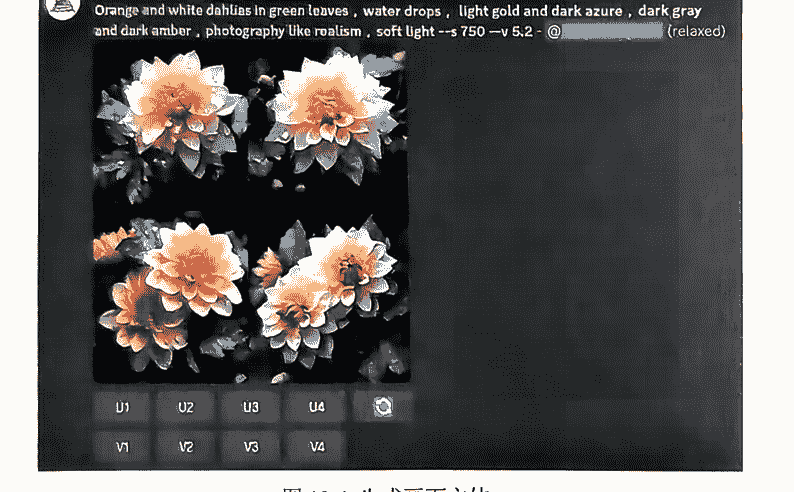 Orange and white dahlias in green leaves , water drops , light gold and dark azure , dark gray
and dark amber , photography like realism , soft light --s 750 —v 5.2 - @ (relaxed)
U1 U2 U3 U4
V1 V2 V3 V4